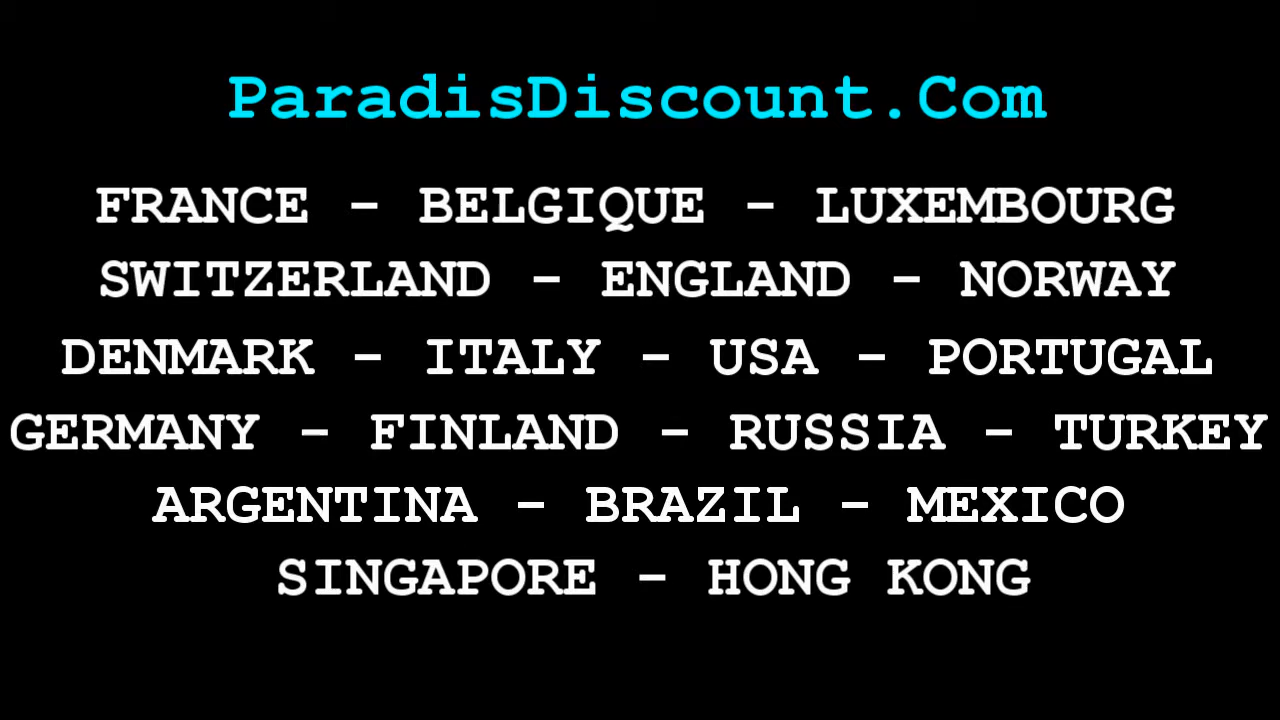 ParadisDiscount.Com
FRANCE - BELGIQUE - LUXEMBOURG
SWITZERLAND - ENGLAND - NORWAY
DENMARK - ITALY - USA - PORTUGAL
GERMANY - FINLAND - RUSSIA - TURKEY
ARGENTINA - BRAZIL - MEXICO
SINGAPORE - HONG KONG